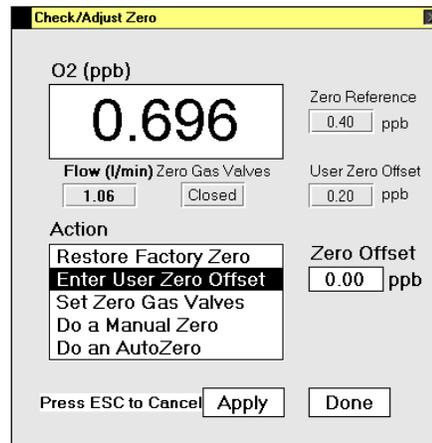 Check/Adjust Zero
O2 (ppb)
0.696
Zero Reference
0.40 ppb
Flow (l/min) Zero Gas Valves
1.06 Closed
User Zero Offset
0.20 ppb
Action
Restore Factory Zero
Enter User Zero Offset
Set Zero Gas Valves
Do a Manual Zero
Do an AutoZero
Zero Offset
0.00 ppb
Press ESC to Cancel Apply Done